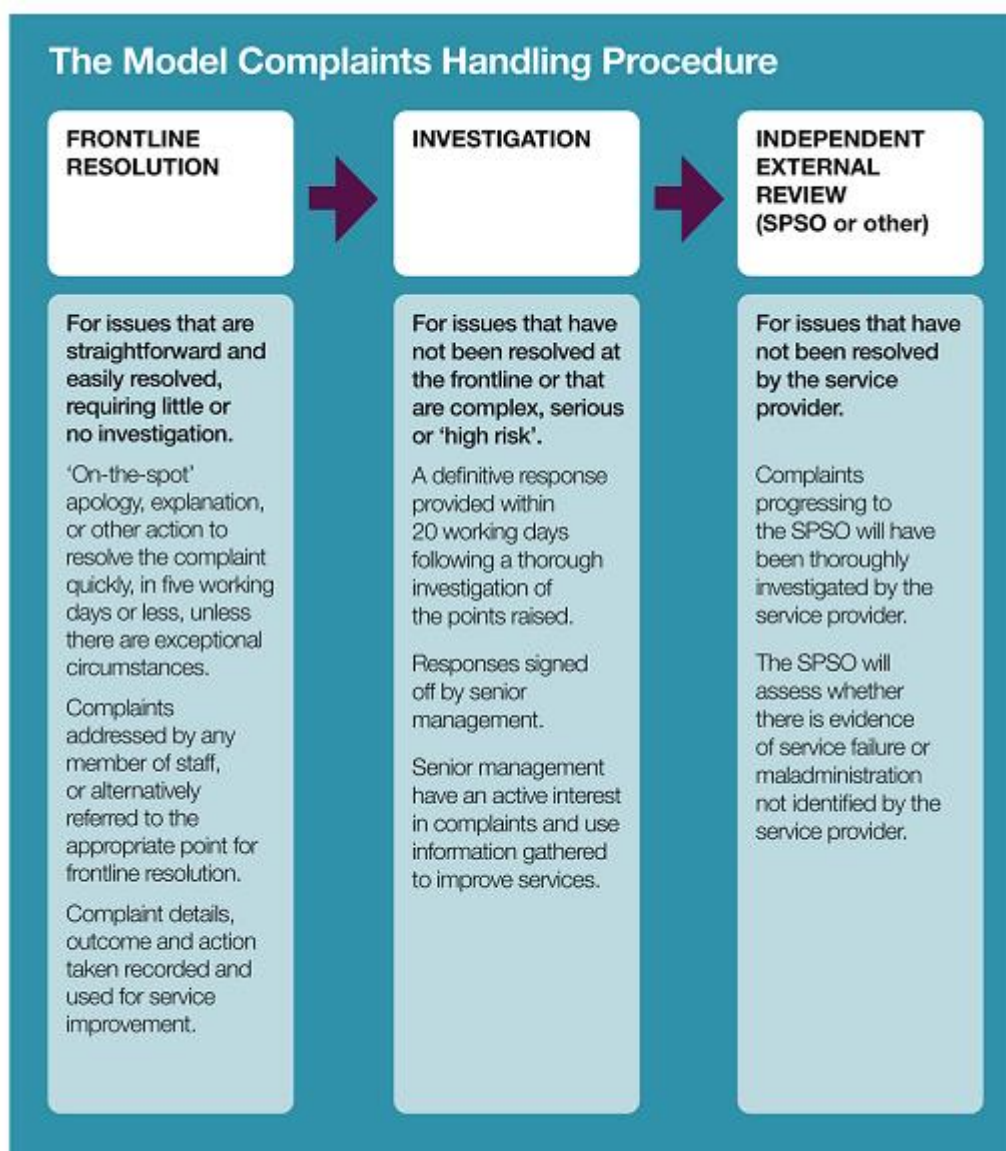 The Model Complaints Handling Procedure
FRONTLINE
RESOLUTION
For issues that are
straightforward and
easily resolved,
requiring little or
no investigation.
‘On-the-spot’
apology, explanation,
or other action to
resolve the complaint
quickly, in five working
days or less, unless
there are exceptional
circumstances.
Complaints
addressed by any
member of staff,
or alternatively
referred to the
appropriate point for
frontline resolution.
Complaint details,
outcome and action
taken recorded and
used for service
improvement.
INVESTIGATION
For issues that have
not been resolved at
the frontline or that
are complex, serious
or ‘high risk’.
A definitive response
provided within
20 working days
following a thorough
investigation of
the points raised.
Responses signed
off by senior
management.
Senior management
have an active interest
in complaints and use
information gathered
to improve services.
INDEPENDENT
EXTERNAL
REVIEW
(SPSO or other)
For issues that have
not been resolved
by the service
provider.
Complaints
progressing to
the SPSO will have
been thoroughly
investigated by the
service provider.
The SPSO will
assess whether
there is evidence
of service failure or
maladministration
not identified by the
service provider.